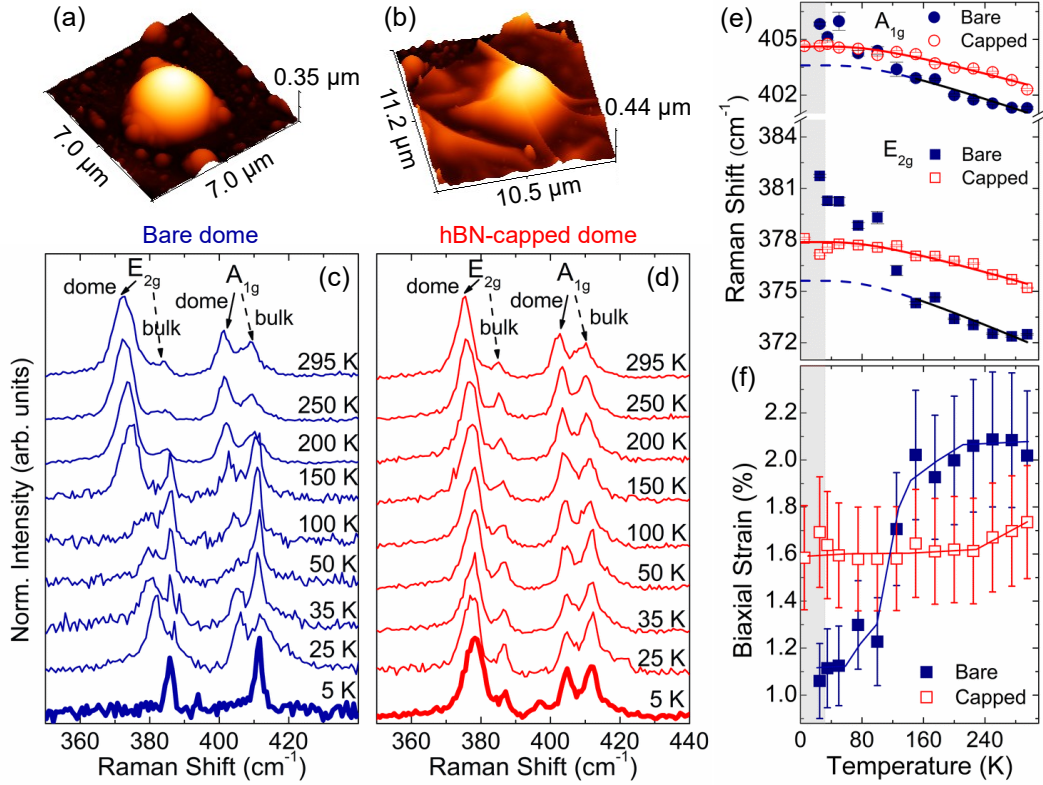 (a)
0.35 µm
7.0 µm
7.0 µm
(b)
0.44 µm
11.2 µm
10.5 µm
Bare dome
hBN-capped dome
(c)
E2g
A1g
dome
dome
bulk
bulk
295 K
250 K
200 K
150 K
100 K
50 K
35 K
25 K
5 K
Norm. Intensity (arb. units)
360 380 400 420
Raman Shift (cm-1)
(d)
E2g
A1g
dome
dome
bulk
bulk
295 K
250 K
200 K
150 K
100 K
50 K
35 K
25 K
5 K
360 380 400 420 440
Raman Shift (cm-1)
(e)
A1g
Bare
Capped
405
402
384
381
378
375
372
E2g
Bare
Capped
Raman Shift (cm-1)
(f)
2.2
2.0
1.8
1.6
1.4
1.2
1.0
Bare
Capped
Biaxial Strain (%)
0 80 160 240
Temperature (K)